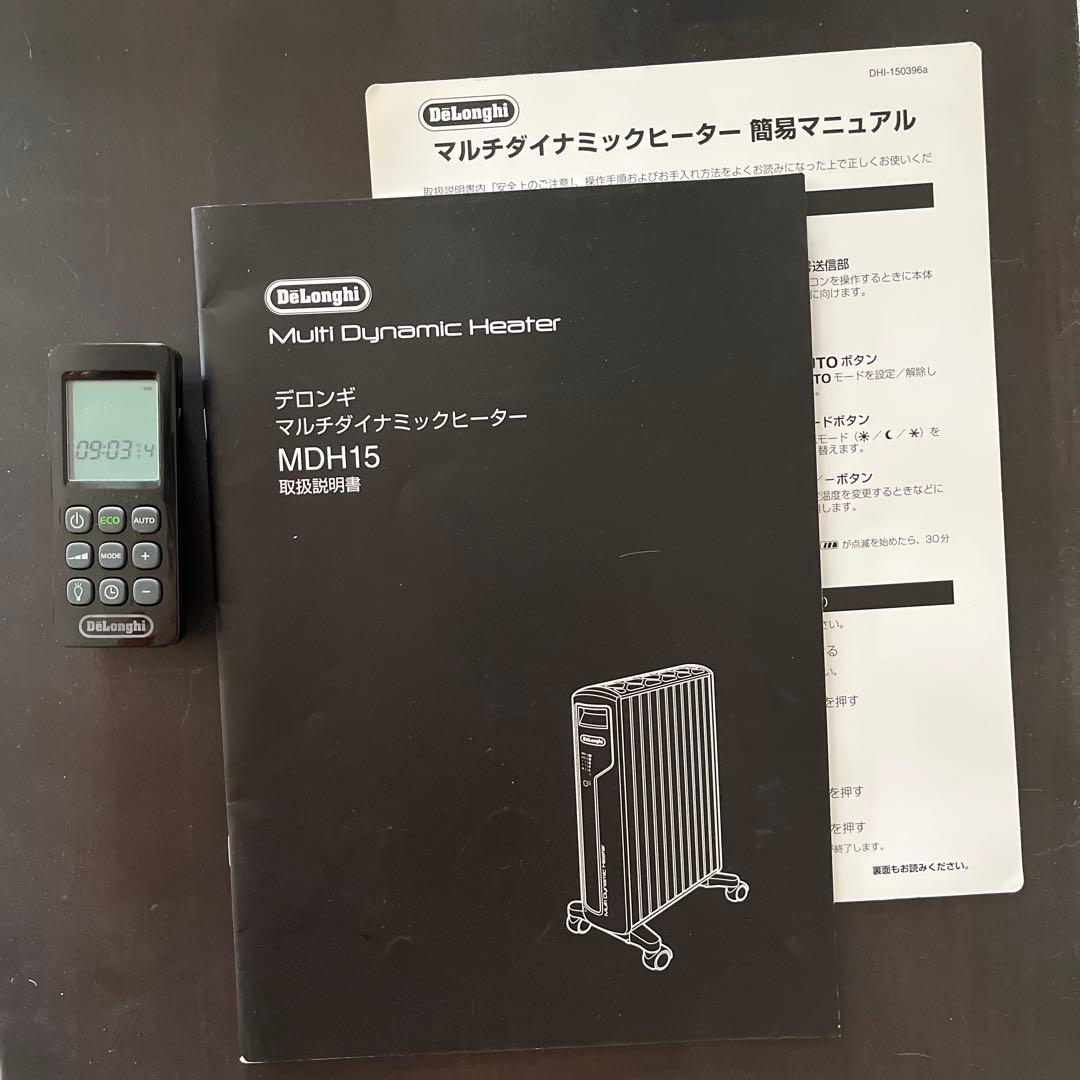 DHI-150396a
DeLonghi
マルチダイナミックヒーター 簡易マニュアル
取扱説明書内「安全上のご注意」、操作手順およびお手入れ方法をよくお読みになった上で正しくお使いくだ
送信部
コンを操作するときに本体
に向けます。
UTO ボタン
TO モードを設定／解除し
ードボタン
モード（☀／☾／＊）を
替えます。
／－ボタン
温度を変更するときなどに
します。
が点滅を始めたら、30分
さい。
る
い。
を押す
を押す
を押す
が終了します。
裏面もお読みください。
DeLonghi
Multi Dynamic Heater
デロンギ
マルチダイナミックヒーター
MDH15
取扱説明書
DeLonghi
Multi Dynamic Heater
09:03
4
ECO
AUTO
MODE
+
−
DeLonghi